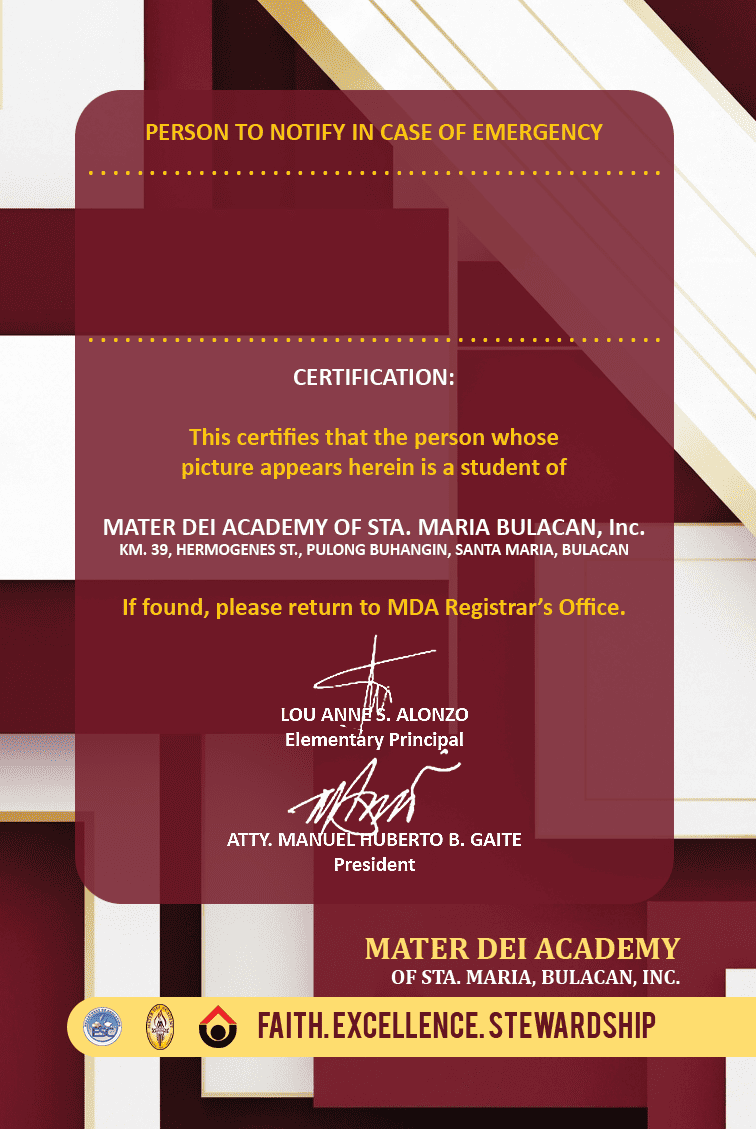 PERSON TO NOTIFY IN CASE OF EMERGENCY
CERTIFICATION:
This certifies that the person whose
picture appears herein is a student of
MATER DEI ACADEMY OF STA. MARIA BULACAN, Inc.
KM. 39, HERMOGENES ST., PULONG BUHANGIN, SANTA MARIA, BULACAN
If found, please return to MDA Registrar's Office.
LOU ANNE S. ALONZO
Elementary Principal
ATTY. MANUEL HUBERTO B. GAITE
President
MATER DEI ACADEMY
OF STA. MARIA, BULACAN, INC.
ESC
FAITH. EXCELLENCE. STEWARDSHIP